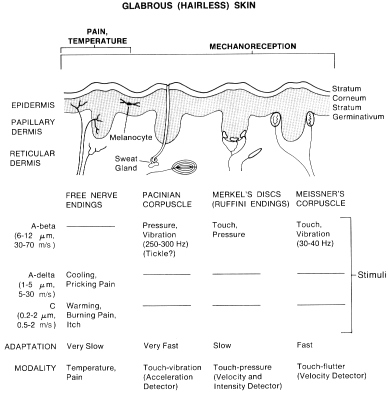 GLABROUS (HAIRLESS) SKIN
PAIN,
TEMPERATURE
MECHANORECEPTION
Stratum
Corneum
Stratum
Germinativum
EPIDERMIS
PAPILLARY
DERMIS
Melanocyte
RETICULAR
DERMIS
Sweat
Gland
FREE NERVE
ENDINGS
PACINIAN
CORPUSCLE
MERKEL'S DISCS
(RUFFINI ENDINGS)
MEISSNER'S
CORPUSCLE
A-beta
(6-12 μm,
30-70 m/s)
Pressure,
Vibration
(250-300 Hz)
(Tickle?)
Touch,
Pressure
Touch,
Vibration
(30-40 Hz)
Stimuli
A-delta
(1-5 μm,
5-30 m/s)
Cooling,
Pricking Pain
C
(0.2-2 μm,
0.5-2 m/s)
Warming,
Burning Pain,
Itch
ADAPTATION Very Slow Very Fast Slow Fast
MODALITY
Temperature,
Pain
Touch-vibration
(Acceleration
Detector)
Touch-pressure
(Velocity and
Intensity Detector)
Touch-flutter
(Velocity Detector)